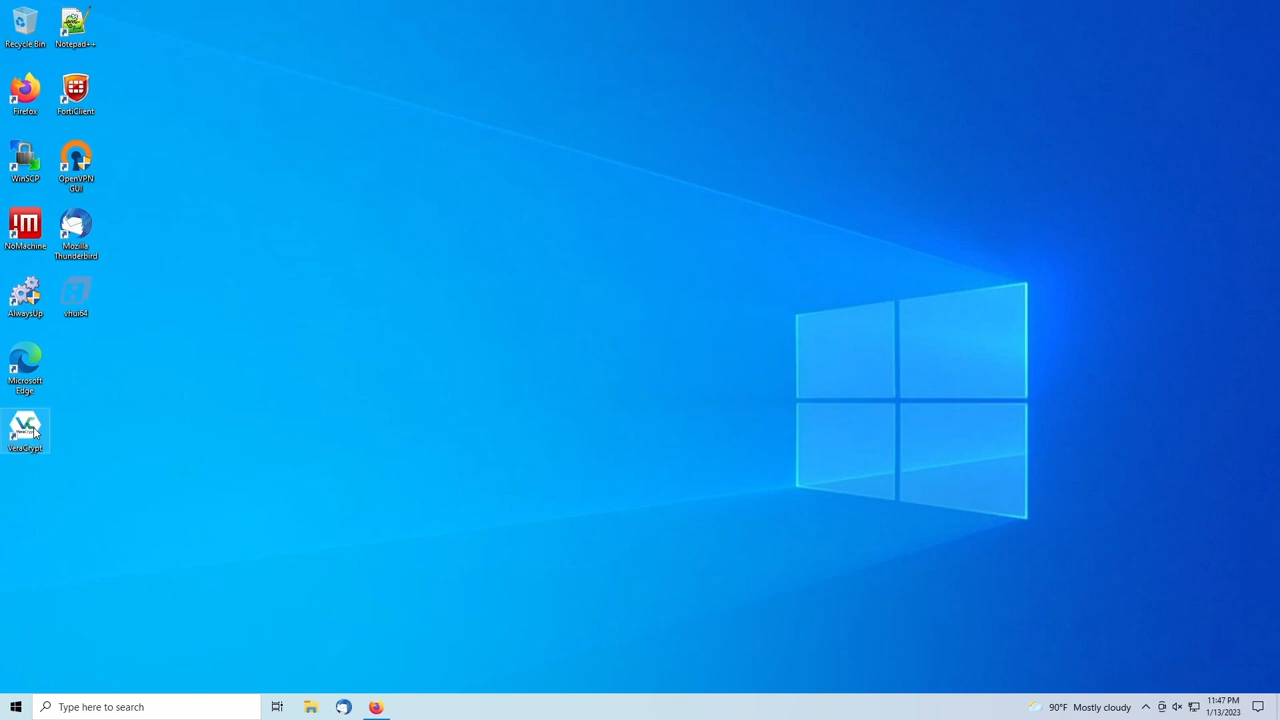 Recycle Bin
Notepad++
Firefox
FortiClient
WinSCP
OpenVPN
GUI
NoMachine
Mozilla
Thunderbird
AlwaysUp
vhui64
Microsoft
Edge
VeraCrypt
Type here to search
90°F Mostly cloudy
11:47 PM
1/13/2023